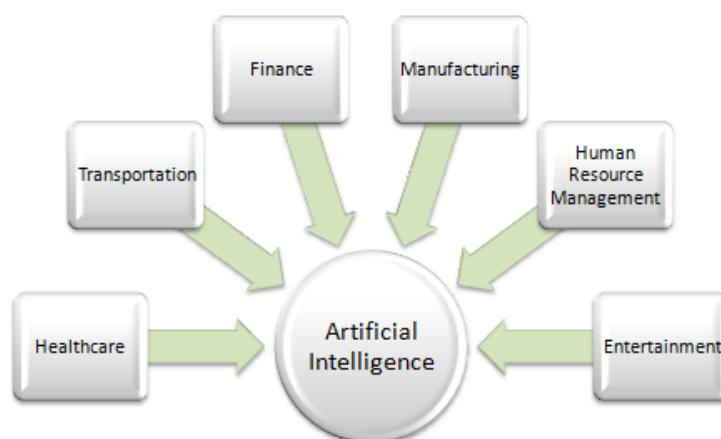 Finance
Manufacturing
Transportation
Human
Resource
Management
Healthcare
Artificial
Intelligence
Entertainment